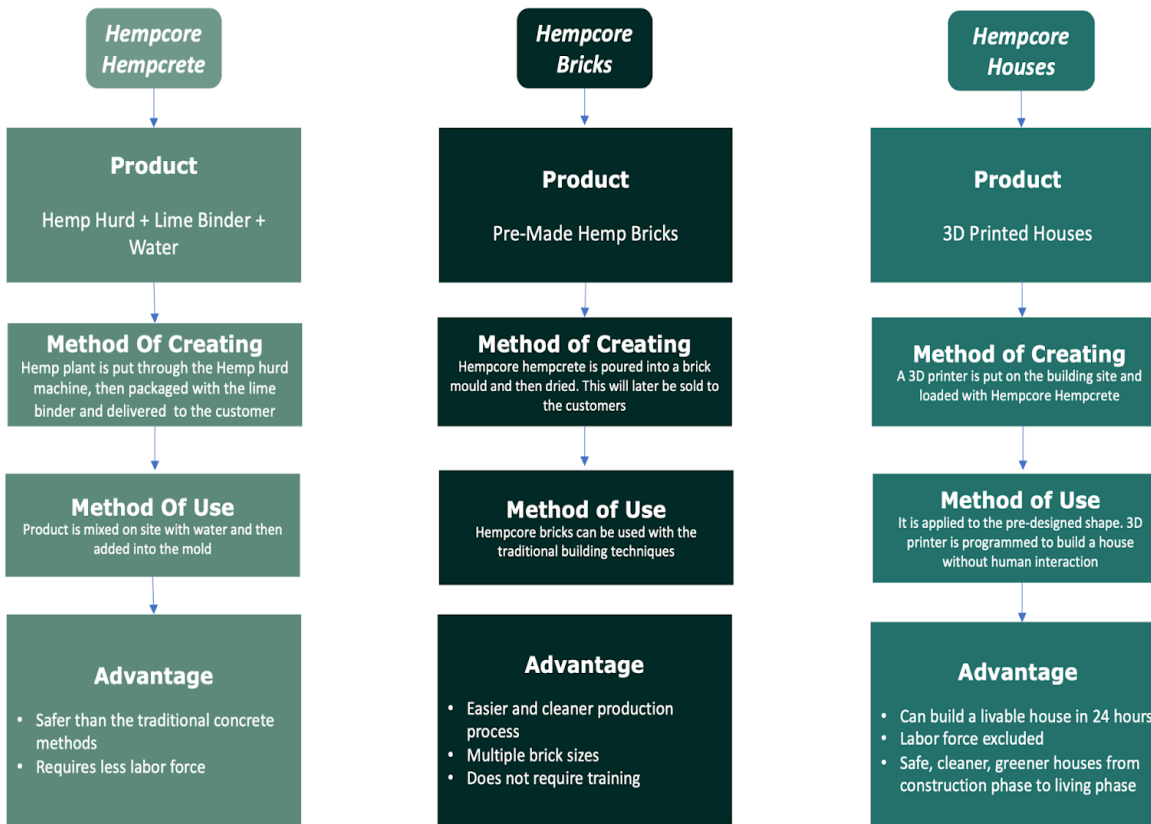 Hempcore
Hempcrete
Product
Hemp Hurd + Lime Binder +
Water
Method Of Creating
Hemp plant is put through the Hemp hurd
machine, then packaged with the lime
binder and delivered to the customer
Method Of Use
Product is mixed on site with water and then
added into the mold
Advantage
• Safer than the traditional concrete
methods
• Requires less labor force
Hempcore
Bricks
Product
Pre-Made Hemp Bricks
Method of Creating
Hempcore hempcrete is poured into a brick
mould and then dried. This will later be sold to
the customers
Method of Use
Hempcore bricks can be used with the
traditional building techniques
Advantage
• Easier and cleaner production
process
• Multiple brick sizes
• Does not require training
Hempcore
Houses
Product
3D Printed Houses
Method of Creating
A 3D printer is put on the building site and
loaded with Hempcore Hempcrete
Method of Use
It is applied to the pre-designed shape. 3D
printer is programmed to build a house
without human interaction
Advantage
• Can build a livable house in 24 hours
• Labor force excluded
• Safe, cleaner, greener houses from
construction phase to living phase